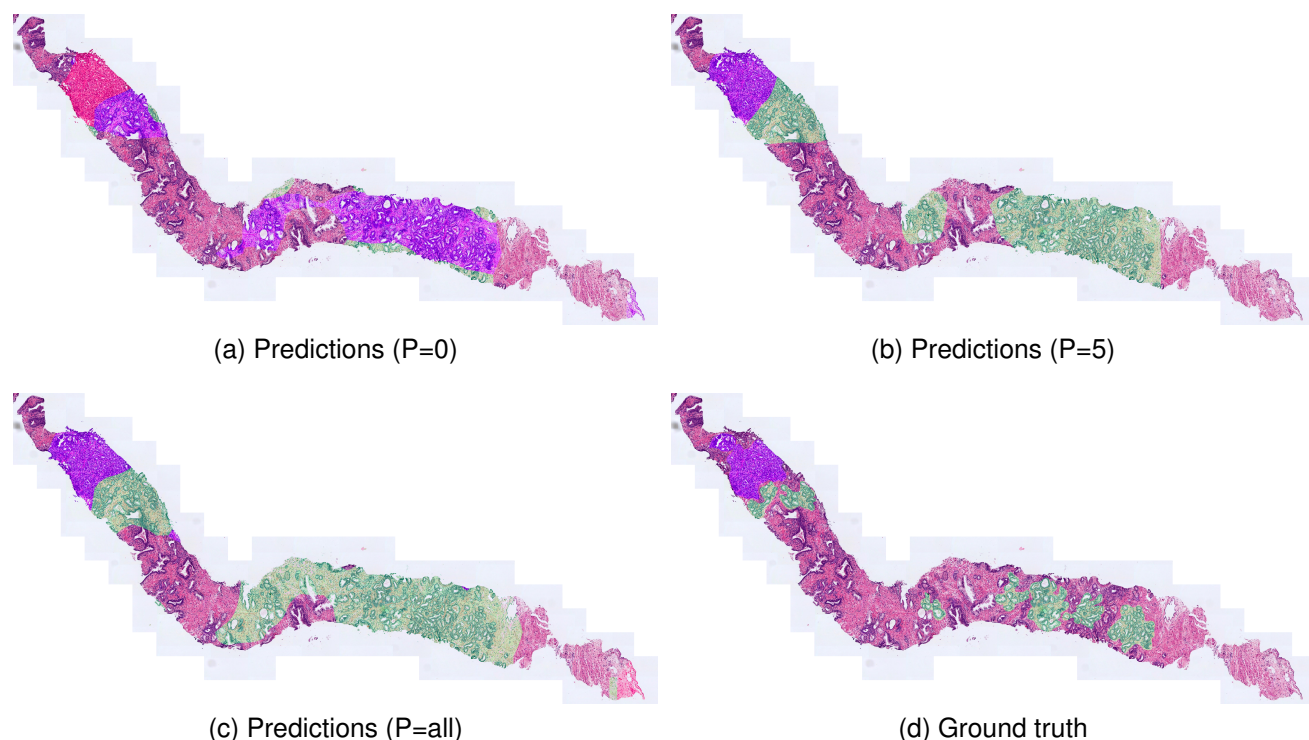 (a) Predictions (P=0)
(b) Predictions (P=5)
(c) Predictions (P=all)
(d) Ground truth